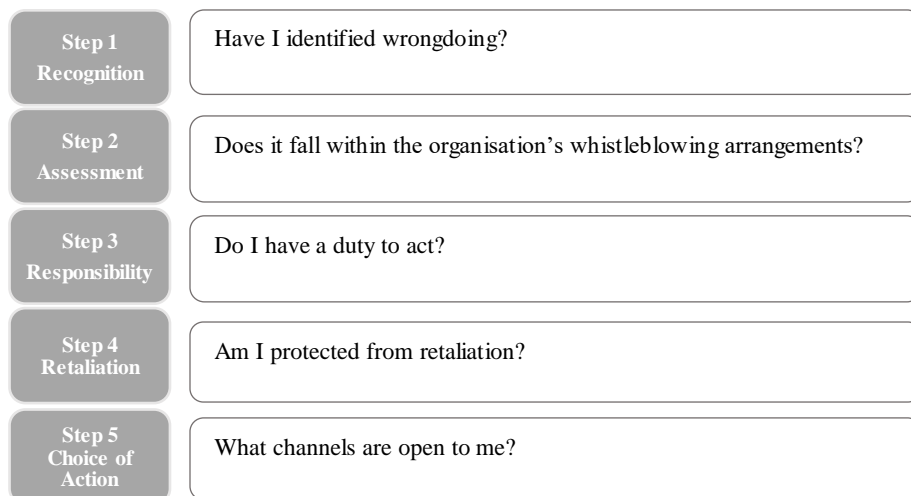 Step 1
Recognition
Have I identified wrongdoing?
Step 2
Assessment
Does it fall within the organisation’s whistleblowing arrangements?
Step 3
Responsibility
Do I have a duty to act?
Step 4
Retaliation
Am I protected from retaliation?
Step 5
Choice of
Action
What channels are open to me?